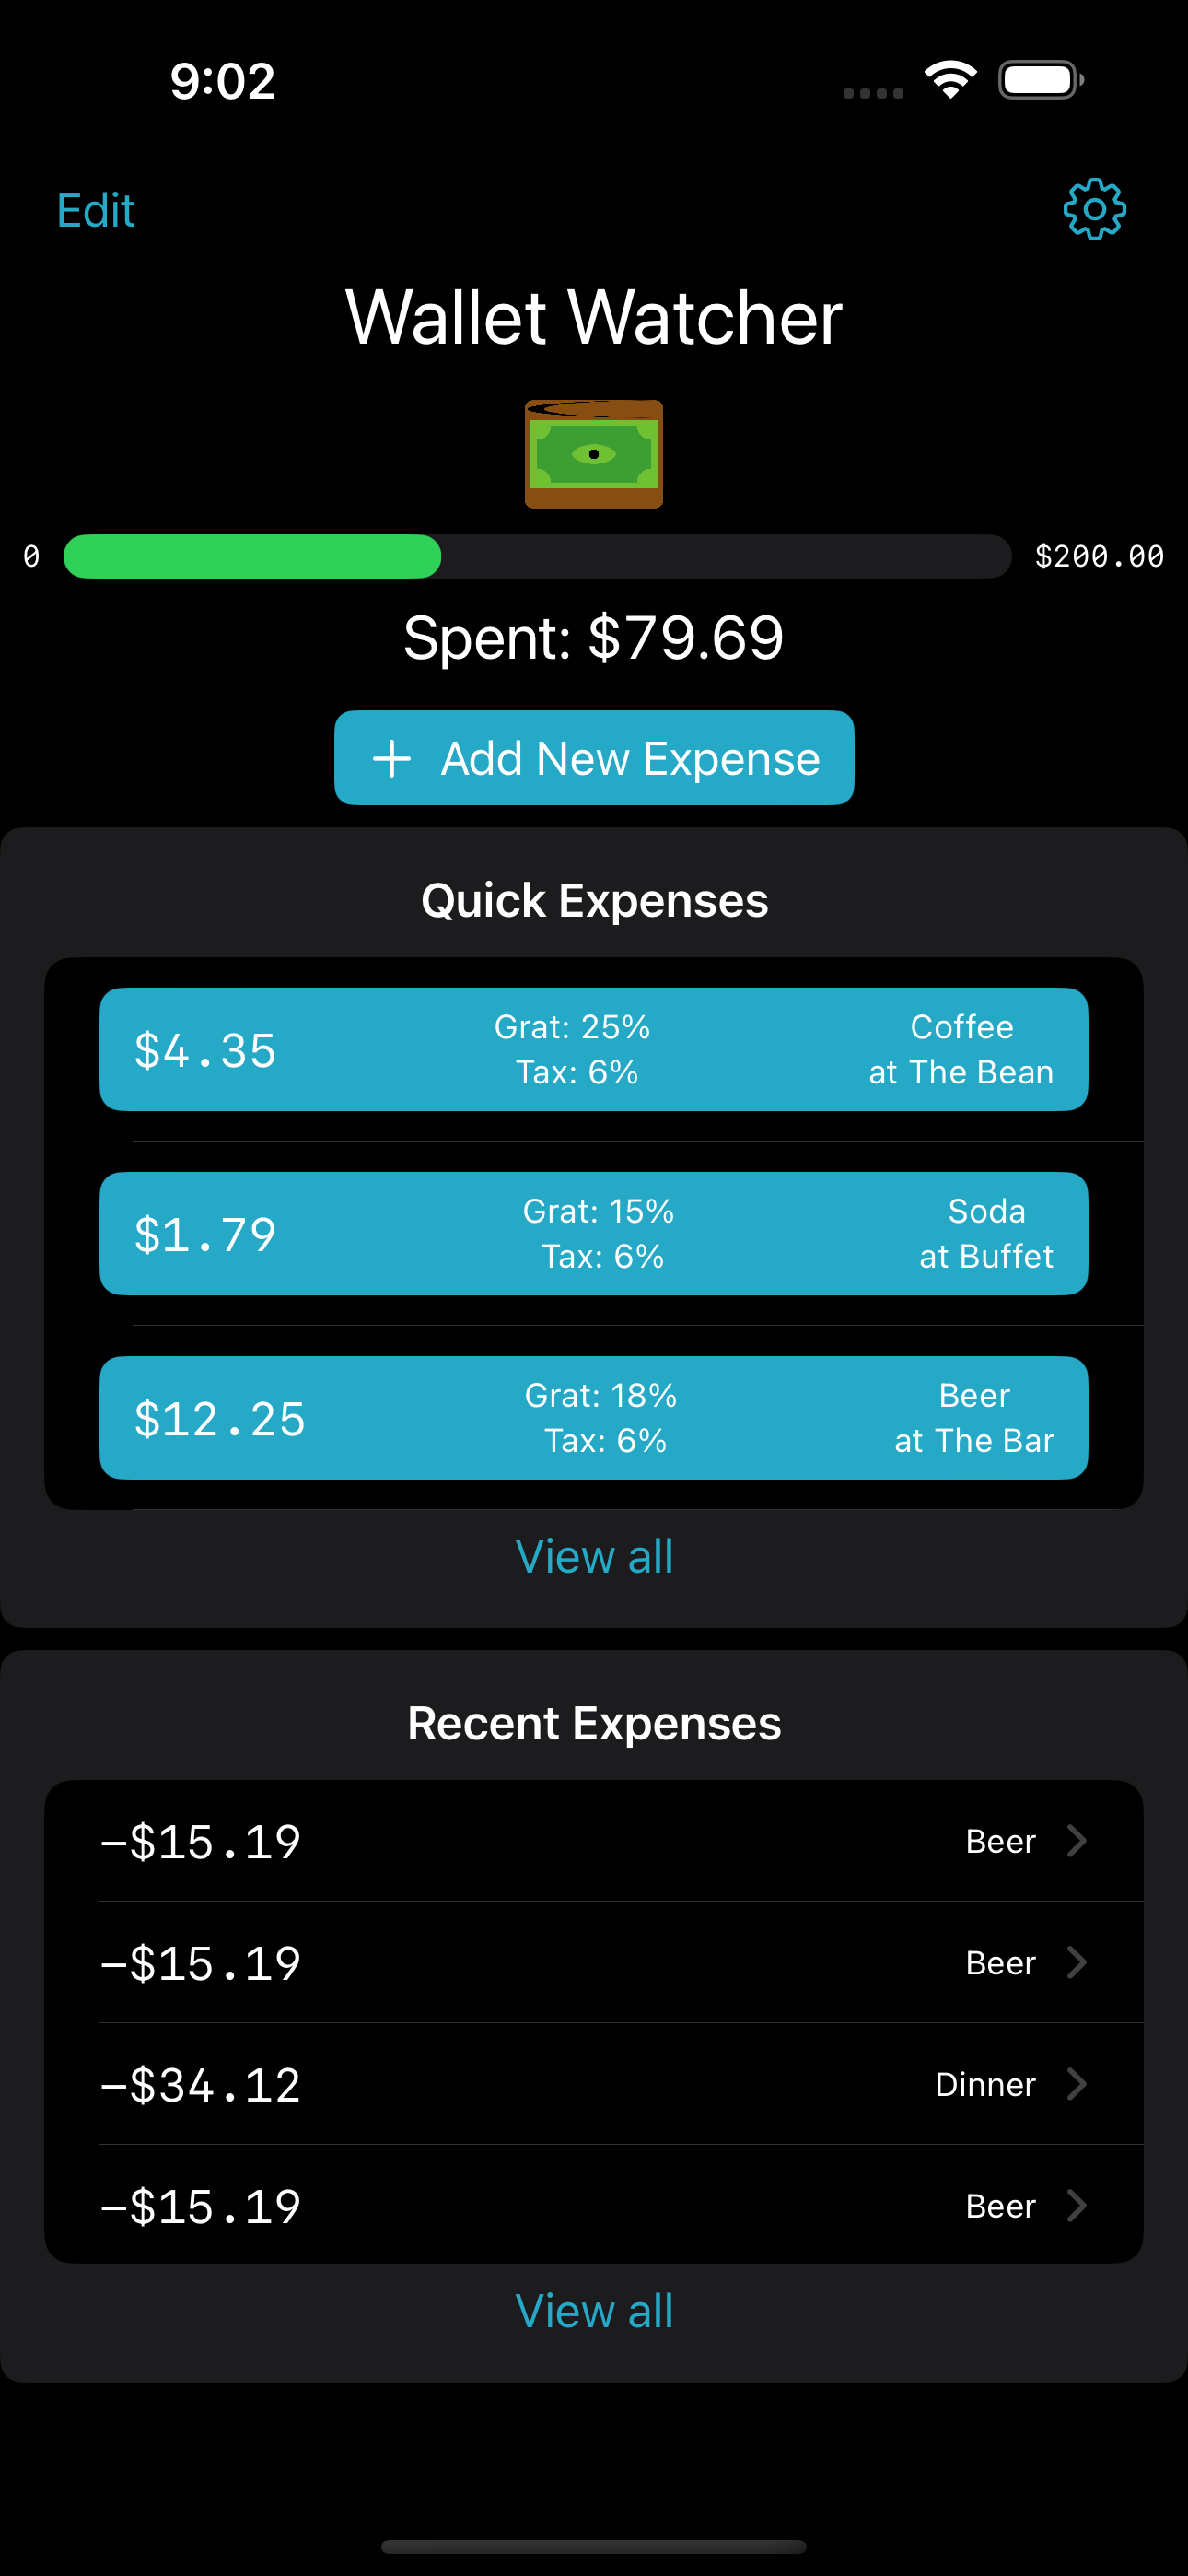 9:02
Edit
Wallet Watcher
0 $200.00
Spent: $79.69
+ Add New Expense
Quick Expenses
$4.35 Grat: 25% Coffee
Tax: 6% at The Bean
$1.79 Grat: 15% Soda
Tax: 6% at Buffet
$12.25 Grat: 18% Beer
Tax: 6% at The Bar
View all
Recent Expenses
-$15.19 Beer
-$15.19 Beer
-$34.12 Dinner
-$15.19 Beer
View all